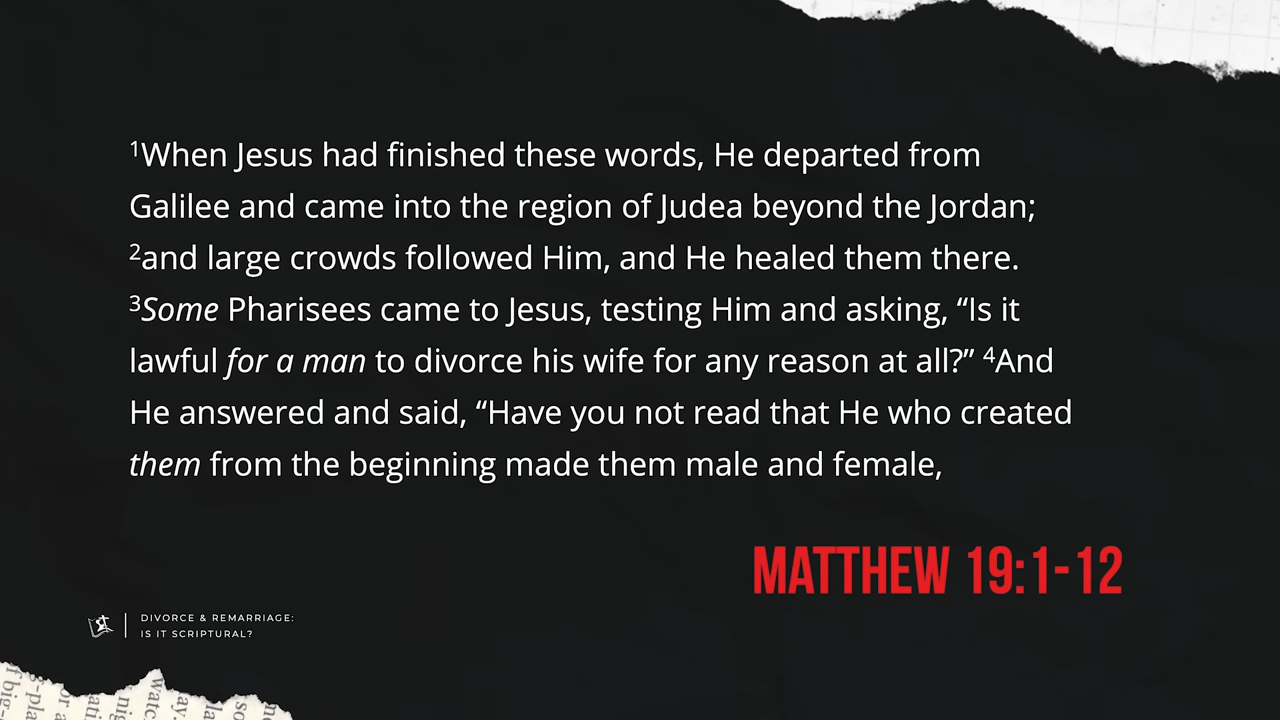 ¹When Jesus had finished these words, He departed from
Galilee and came into the region of Judea beyond the Jordan;
²and large crowds followed Him, and He healed them there.
³Some Pharisees came to Jesus, testing Him and asking, “Is it
lawful for a man to divorce his wife for any reason at all?” ⁴And
He answered and said, “Have you not read that He who created
them from the beginning made them male and female,
MATTHEW 19:1-12
DIVORCE & REMARRIAGE:
IS IT SCRIPTURAL?